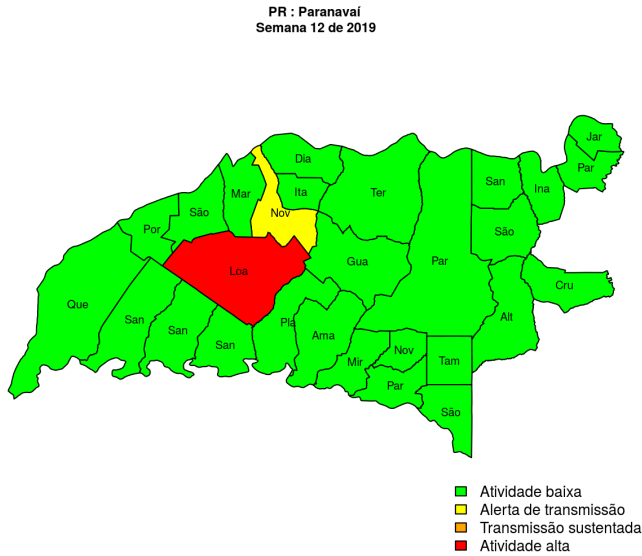 PR : Paranavaí
Semana 12 de 2019
Jar
Par
Dia
Ter
San
Ina
Mar
Ita
São
Nov
Por
São
Par
Gua
Loa
Cru
Que
San
San
San
Pla
Ama
Alt
Mir
Nov
Tam
Par
São
Atividade baixa
Alerta de transmissão
Transmissão sustentada
Atividade alta